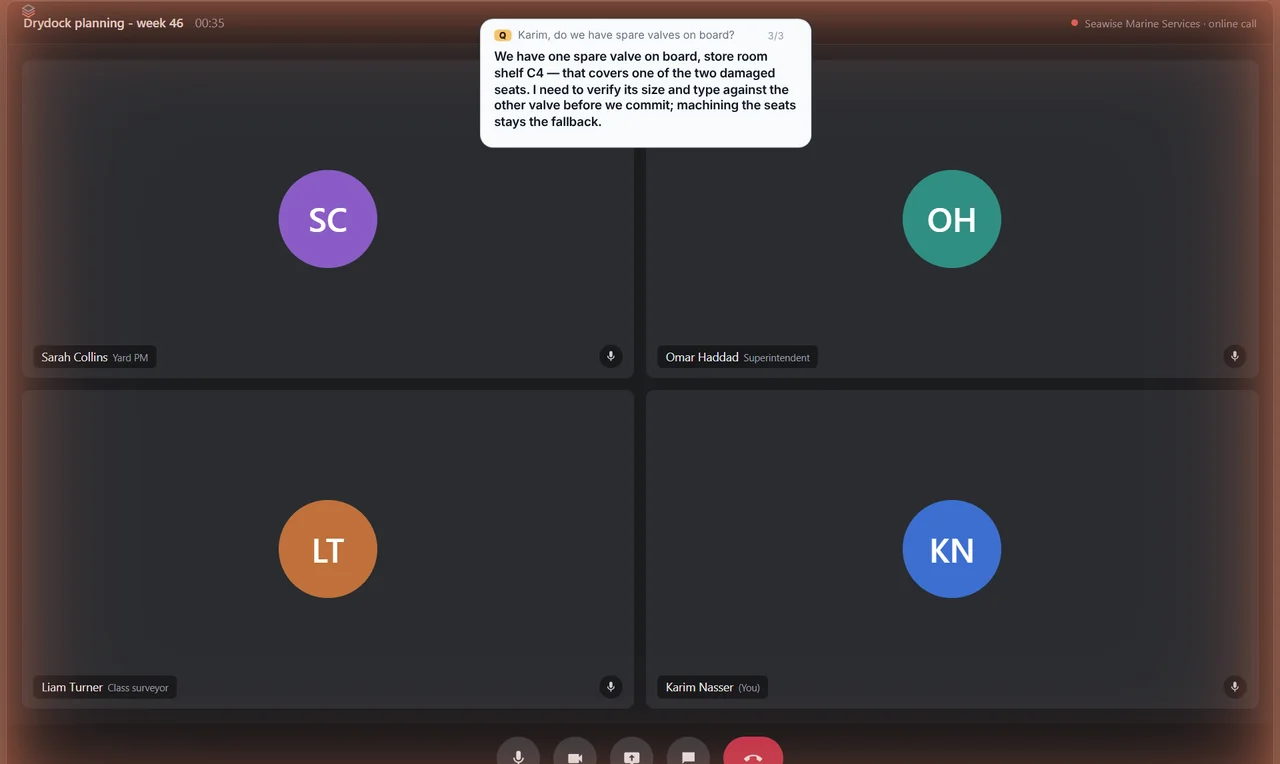 Drydock planning - week 46 00:35
Seawise Marine Services · online call
Q Karim, do we have spare valves on board? 3/3
We have one spare valve on board, store room
shelf C4 — that covers one of the two damaged
seats. I need to verify its size and type against the
other valve before we commit; machining the seats
stays the fallback.
SC
OH
Sarah Collins Yard PM
Omar Haddad Superintendent
LT
KN
Liam Turner Class surveyor
Karim Nasser (You)